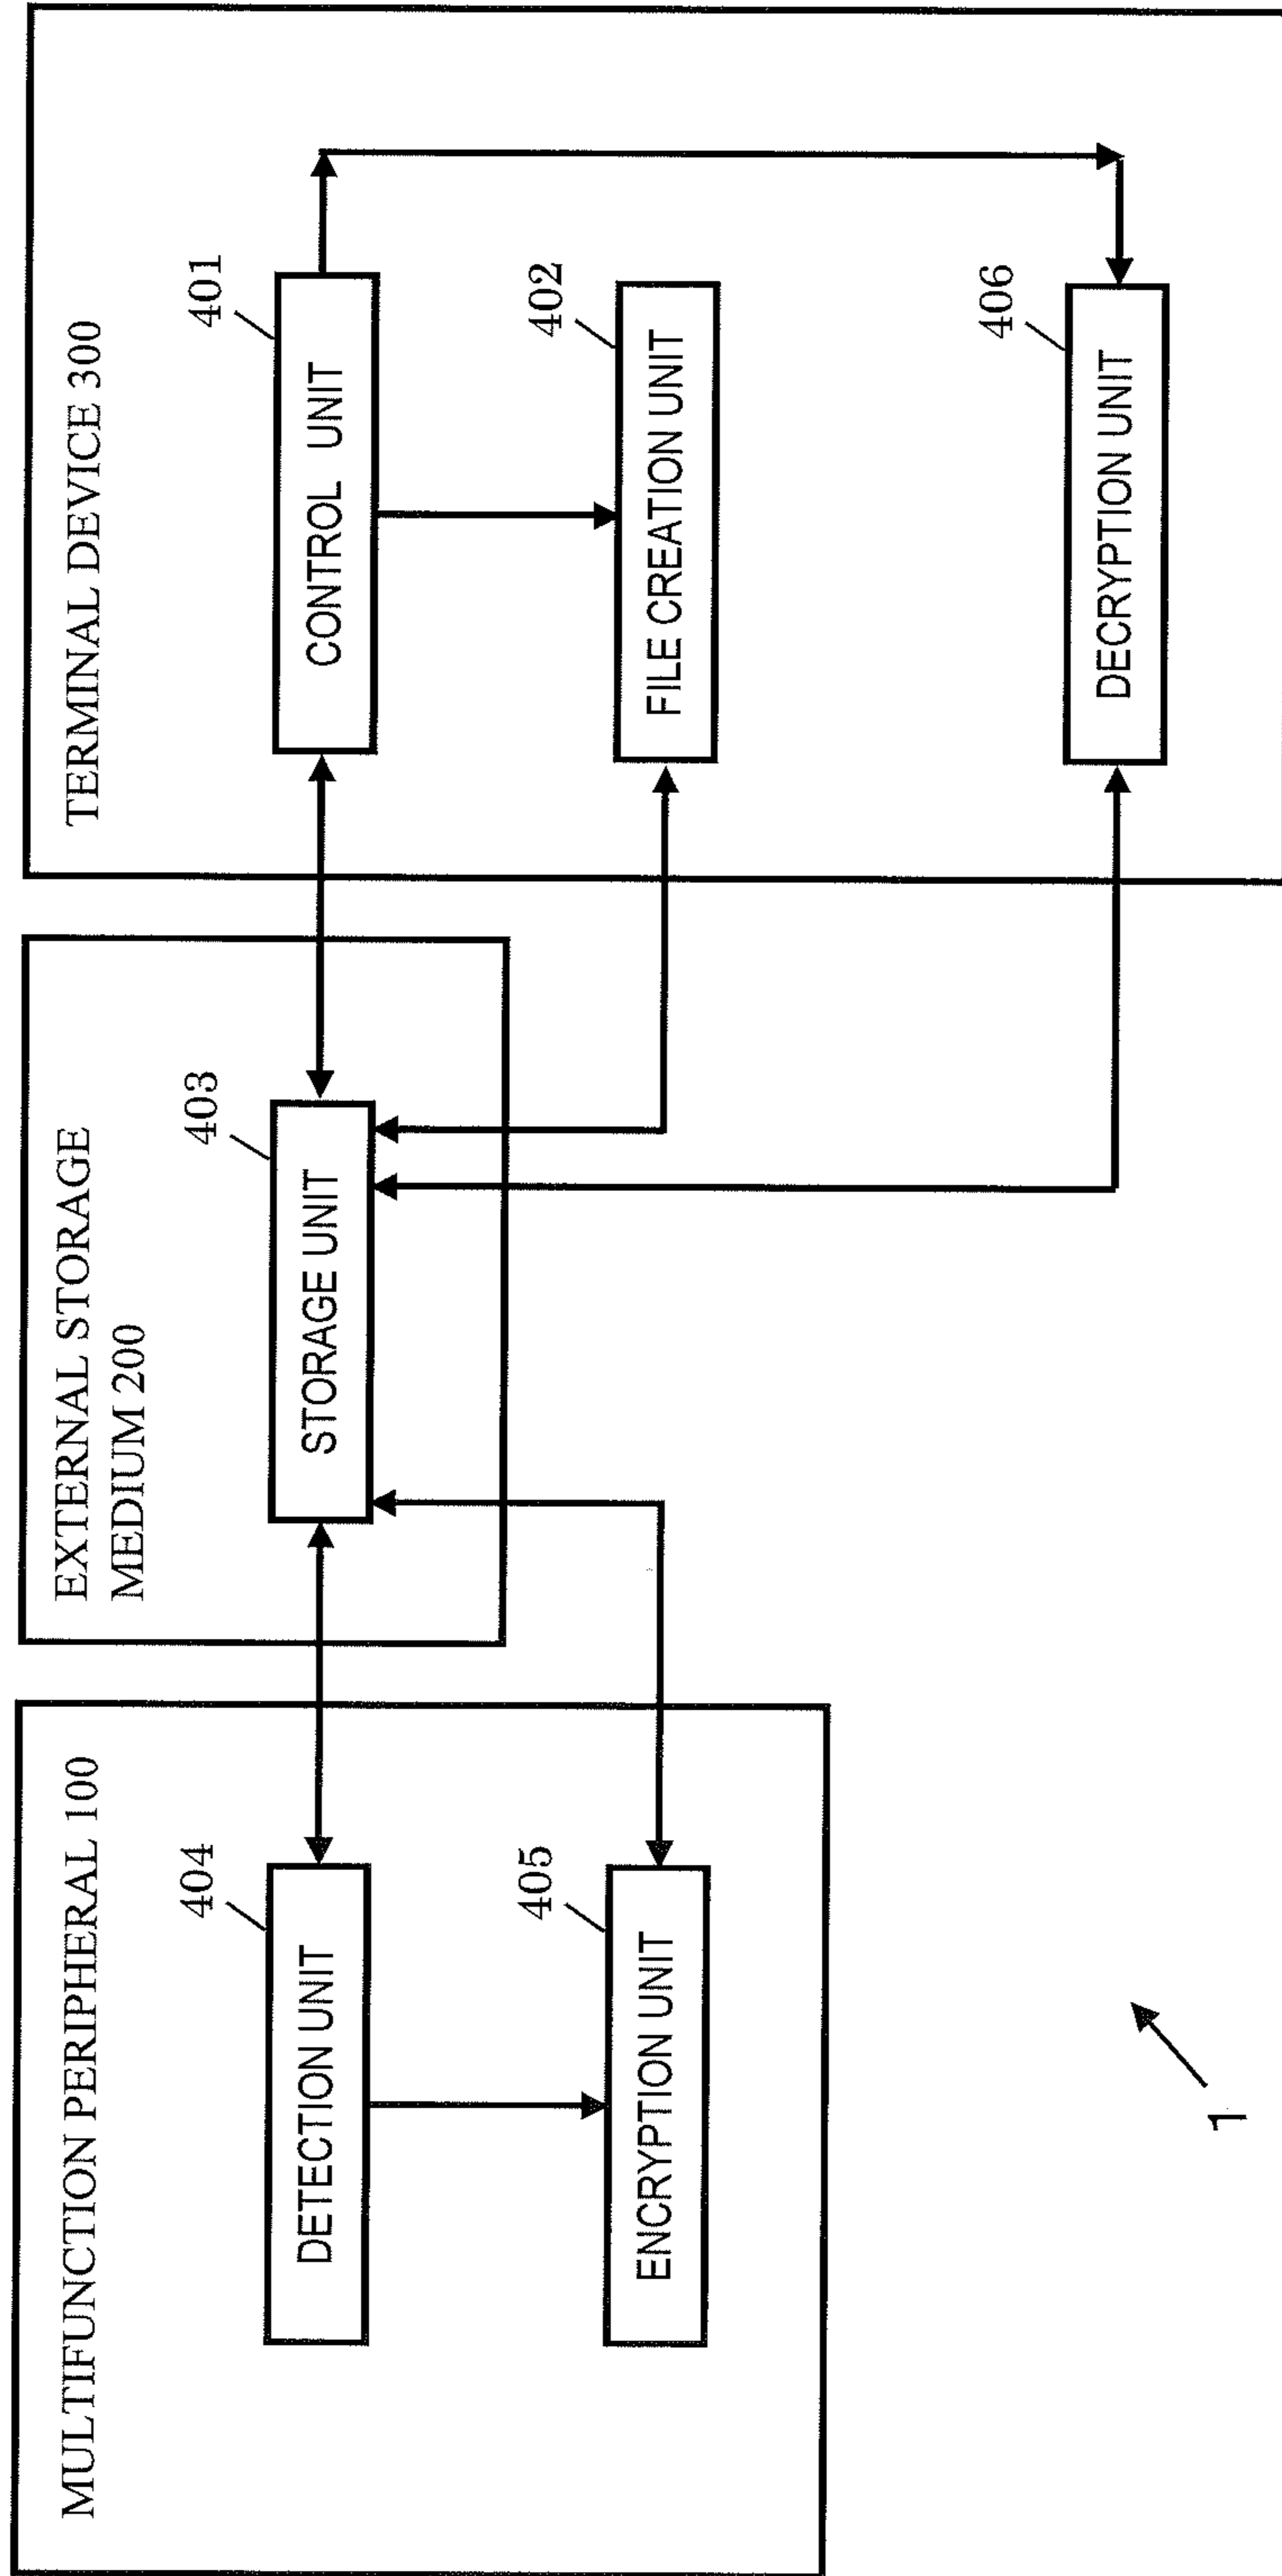 MULTIFUNCTION PERIPHERAL 100
404
DETECTION UNIT
405
ENCRYPTION UNIT
EXTERNAL STORAGE
MEDIUM 200
403
STORAGE UNIT
TERMINAL DEVICE 300
401
CONTROL UNIT
402
FILE CREATION UNIT
406
DECRYPTION UNIT
1